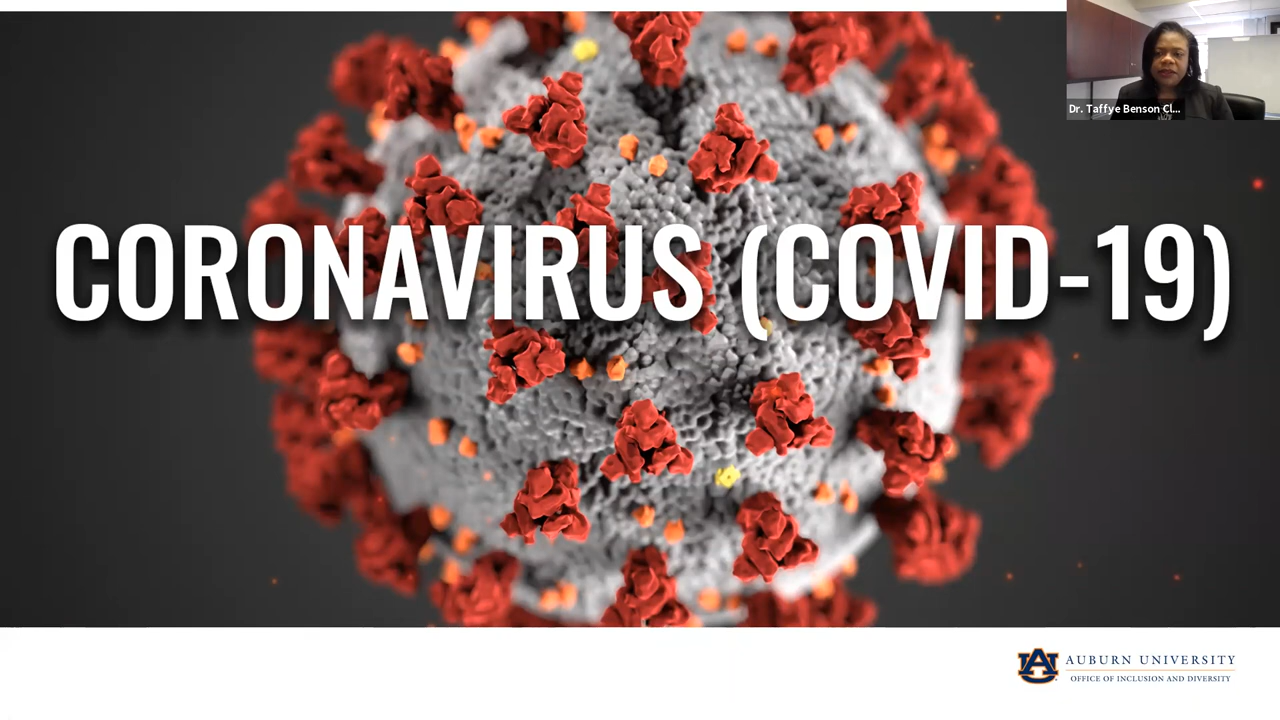 Dr. Taffye Benson Cl...
CORONAVIRUS (COVID-19)
AUBURN UNIVERSITY
OFFICE OF INCLUSION AND DIVERSITY